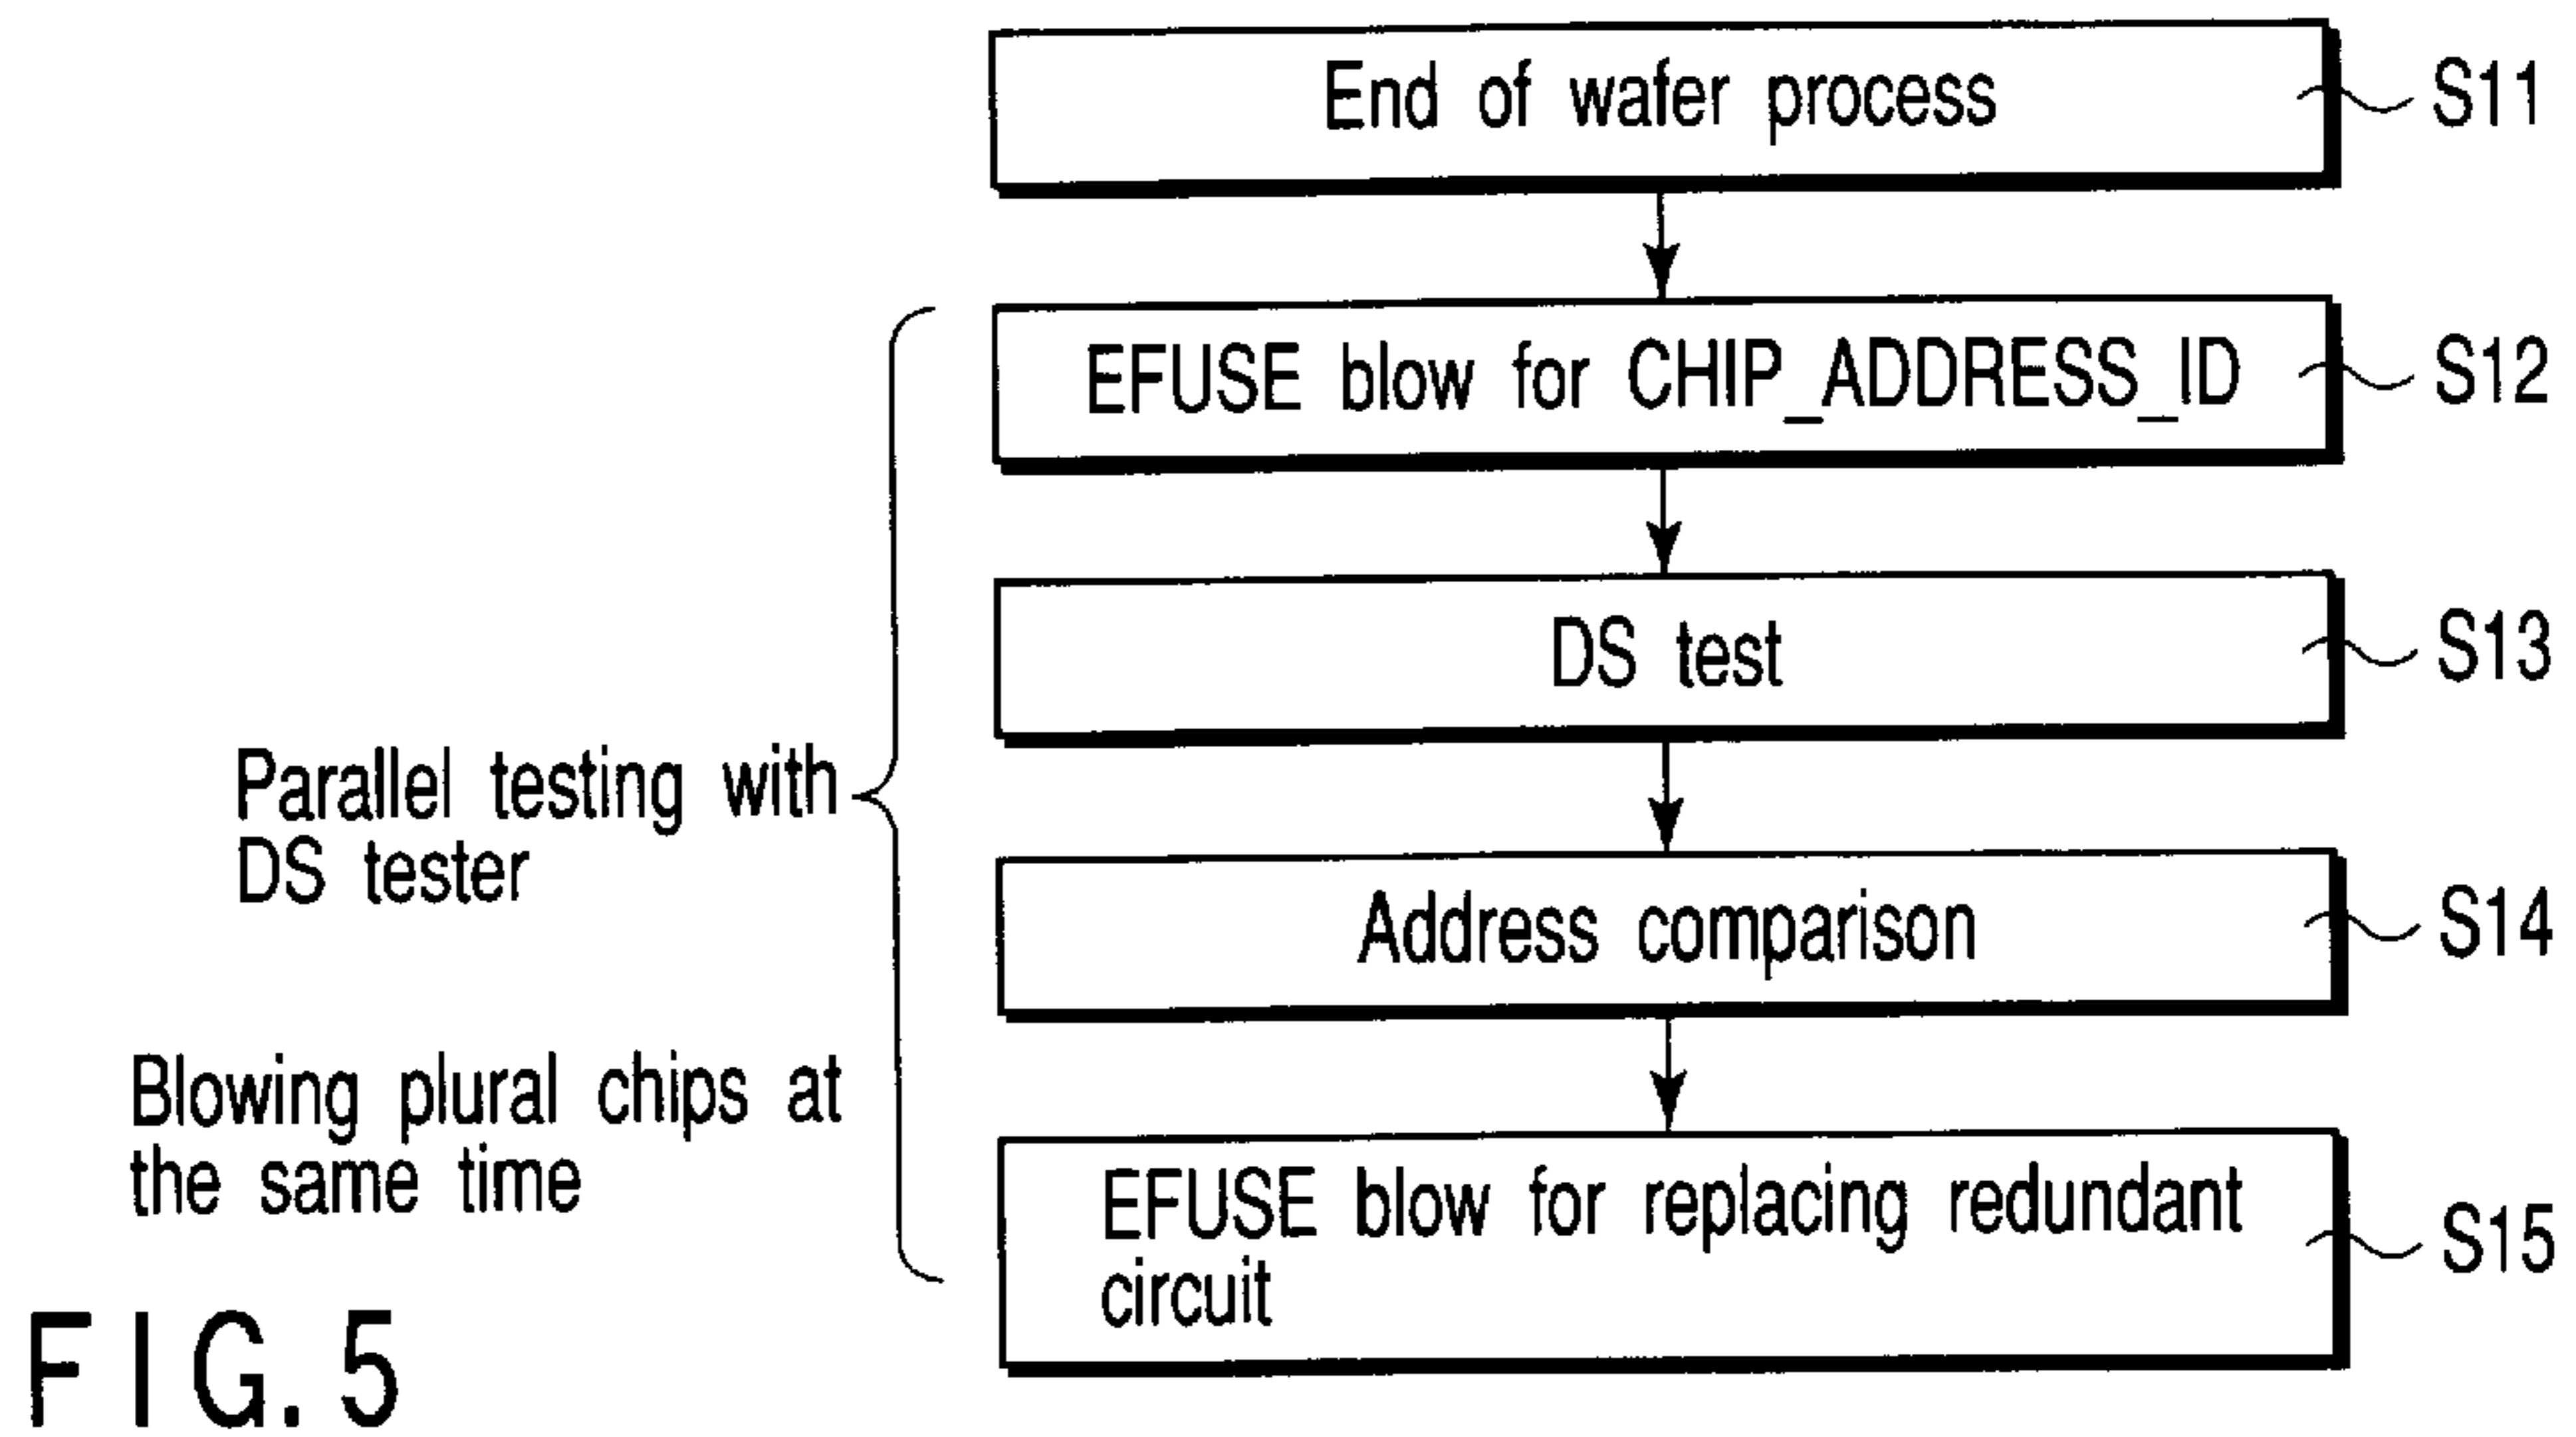 End of wafer process
S11
EFUSE blow for CHIP_ADDRESS_ID
S12
DS test
S13
Parallel testing with
DS tester
Address comparison
S14
Blowing plural chips at
the same time
EFUSE blow for replacing redundant
circuit
S15
FIG. 5